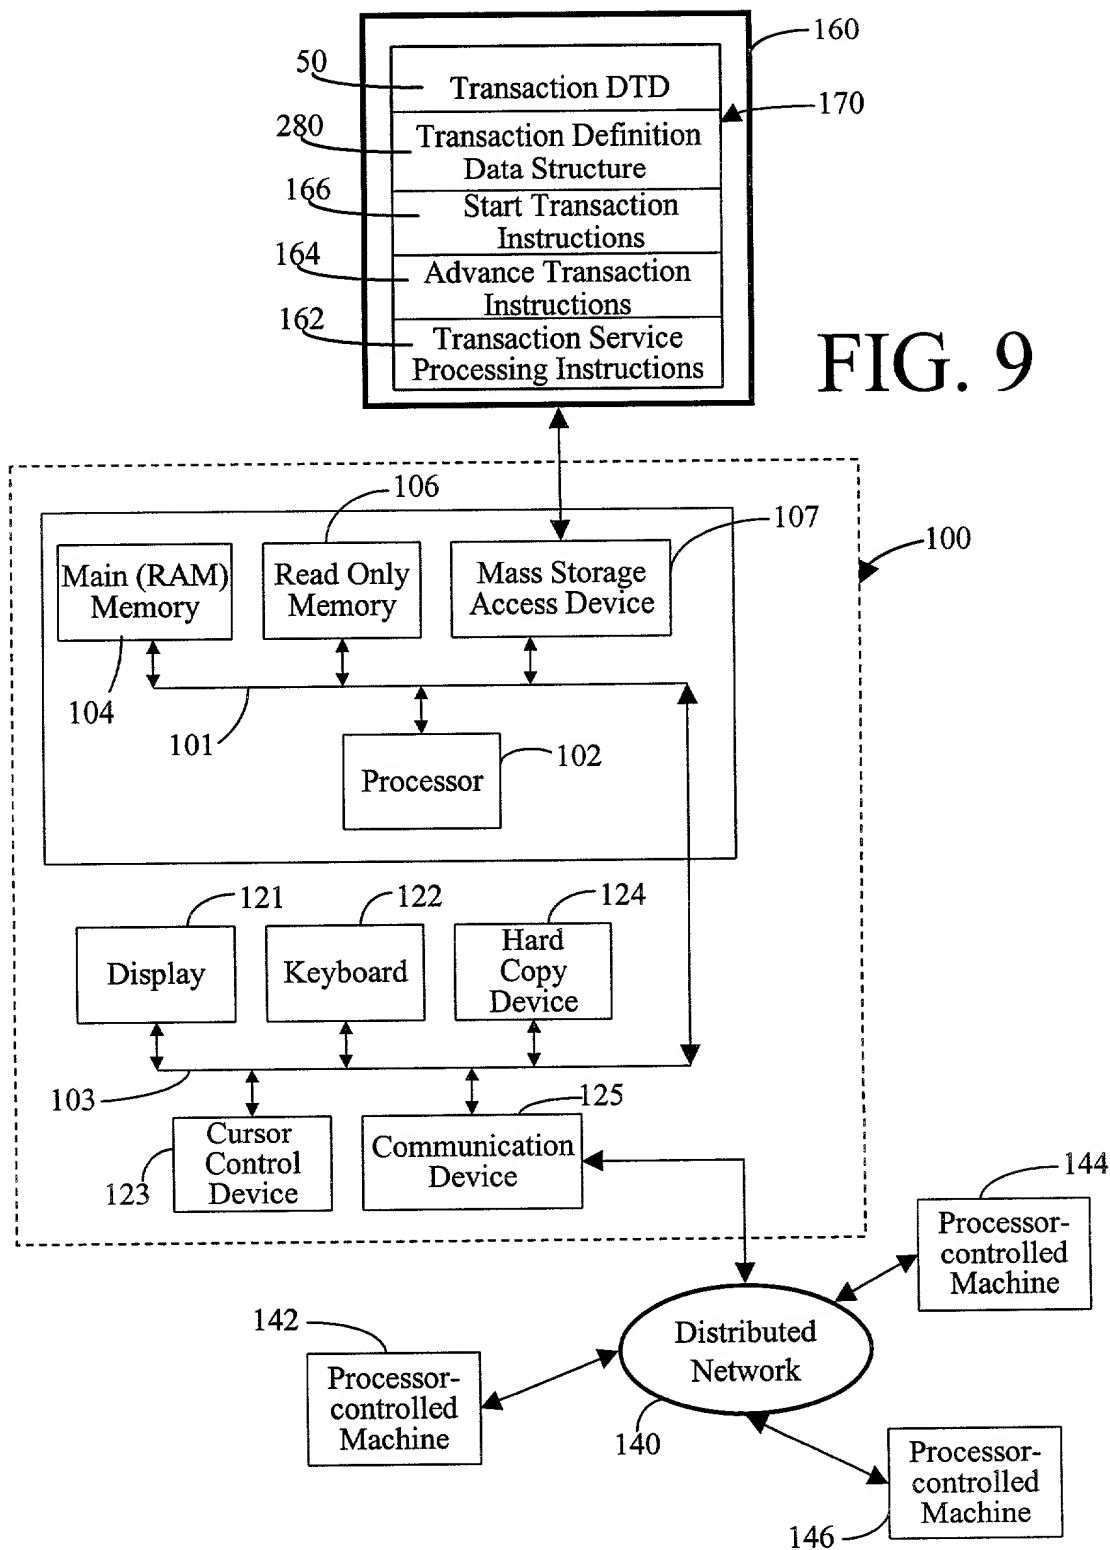 160
50
Transaction DTD
170
280
Transaction Definition
Data Structure
166
Start Transaction
Instructions
164
Advance Transaction
Instructions
162
Transaction Service
Processing Instructions
FIG. 9
106
107
100
Main (RAM)
Memory
Read Only
Memory
Mass Storage
Access Device
104
101
102
Processor
121
122
124
Display
Keyboard
Hard
Copy
Device
103
125
Cursor
Control
Device
123
Communication
Device
144
Processor-
controlled
Machine
142
Distributed
Network
Processor-
controlled
Machine
140
Processor-
controlled
Machine
146